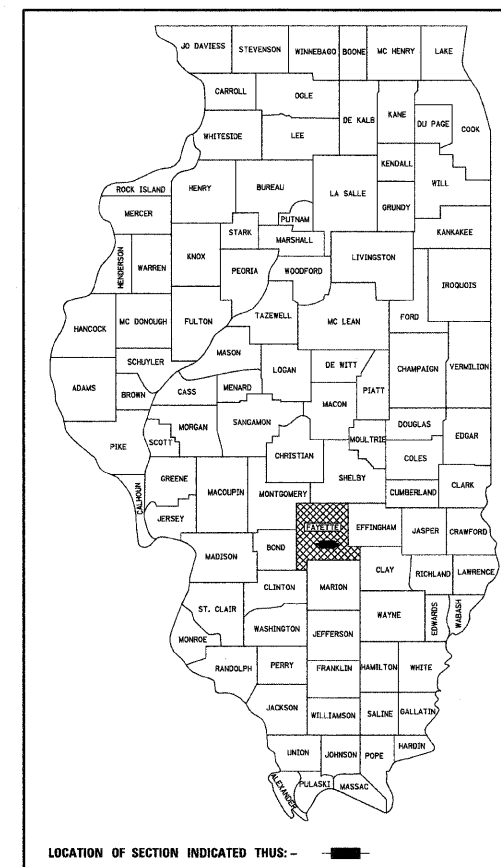 JO DAVIESS STEVENSON WINNEBAGO BOONE MC HENRY LAKE
CARROLL OGLE
DE KALB KANE DU PAGE COOK
WHITESIDE LEE
KENDALL WILL
ROCK ISLAND HENRY BUREAU LA SALLE GRUNDY
MERCER PUTNAM KANKAKEE
HENDERSON WARREN KNOX STARK MARSHALL LIVINGSTON
PEORIA WOODFORD IROQUOIS
FORD
HANCOCK MC DONOUGH FULTON TAZEWELL MC LEAN
SCHUYLER MASON
ADAMS BROWN CASS MENARD LOGAN DE WITT CHAMPAIGN VERMILION
MACON PIATT
PIKE SCOTT MORGAN SANGAMON MOULTRIE DOUGLAS EDGAR
CHRISTIAN COLES
CALHOUN GREENE MACOUPIN MONTGOMERY SHELBY CUMBERLAND CLARK
JERSEY FAYETTE EFFINGHAM JASPER CRAWFORD
MADISON BOND
CLAY RICHLAND LAWRENCE
CLINTON MARION
ST. CLAIR WAYNE EDWARDS WABASH
WASHINGTON JEFFERSON
MONROE
RANDOLPH PERRY FRANKLIN HAMILTON WHITE
JACKSON WILLIAMSON SALINE GALLATIN
UNION JOHNSON POPE HARDIN
ALEXANDER PULASKI MASSAC
LOCATION OF SECTION INDICATED THUS: -